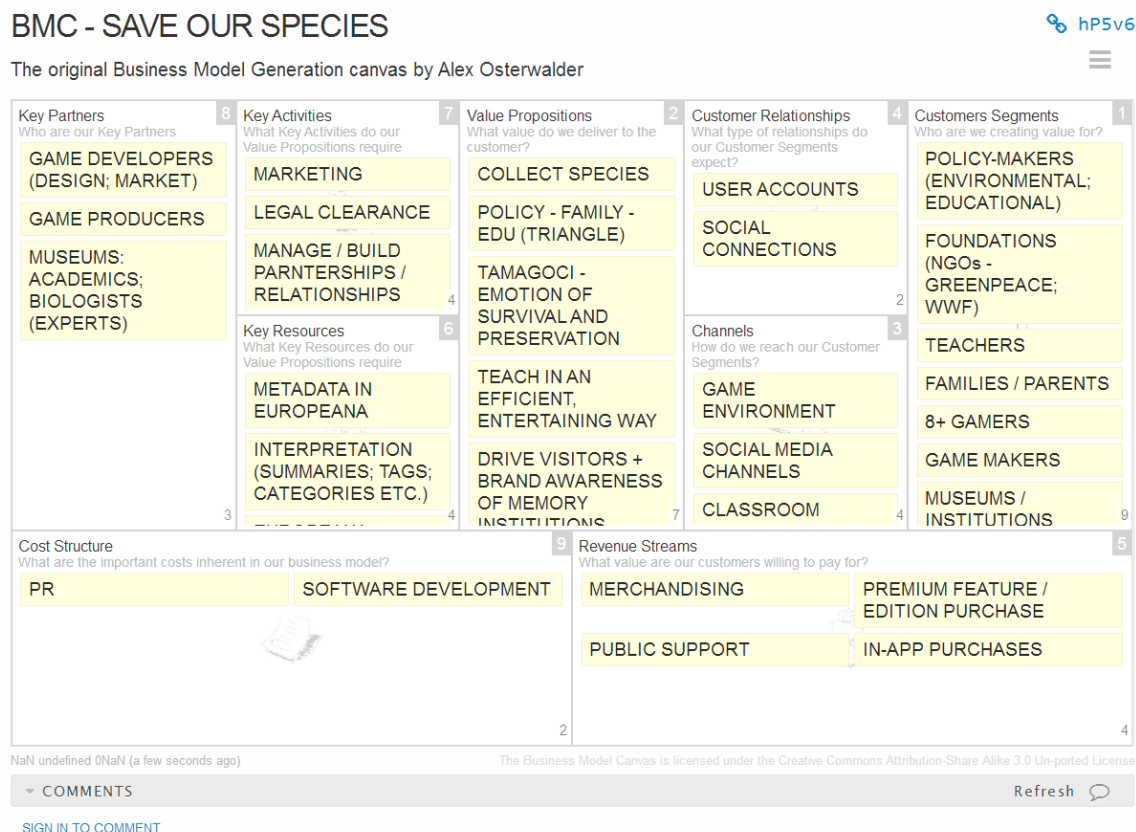 BMC - SAVE OUR SPECIES
hP5v6
The original Business Model Generation canvas by Alex Osterwalder
Key Partners
8
Who are our Key Partners
GAME DEVELOPERS
(DESIGN; MARKET)
GAME PRODUCERS
MUSEUMS:
ACADEMICS;
BIOLOGISTS
(EXPERTS)
3
Key Activities
7
What Key Activities do our
Value Propositions require
MARKETING
LEGAL CLEARANCE
MANAGE / BUILD
PARNTERSHIPS /
RELATIONSHIPS
4
Key Resources
6
What Key Resources do our
Value Propositions require
METADATA IN
EUROPEANA
INTERPRETATION
(SUMMARIES; TAGS;
CATEGORIES ETC.)
4
Value Propositions
2
What value do we deliver to the
customer?
COLLECT SPECIES
POLICY - FAMILY -
EDU (TRIANGLE)
TAMAGOCI -
EMOTION OF
SURVIVAL AND
PRESERVATION
TEACH IN AN
EFFICIENT,
ENTERTAINING WAY
DRIVE VISITORS +
BRAND AWARENESS
OF MEMORY
INSTITUTIONS
7
Customer Relationships
4
What type of relationships do
our Customer Segments
expect?
USER ACCOUNTS
SOCIAL
CONNECTIONS
2
Channels
3
How do we reach our Customer
Segments?
GAME
ENVIRONMENT
SOCIAL MEDIA
CHANNELS
CLASSROOM
4
Customers Segments
1
Who are we creating value for?
POLICY-MAKERS
(ENVIRONMENTAL;
EDUCATIONAL)
FOUNDATIONS
(NGOs -
GREENPEACE;
WWF)
TEACHERS
FAMILIES / PARENTS
8+ GAMERS
GAME MAKERS
MUSEUMS /
INSTITUTIONS
9
Cost Structure
9
What are the important costs inherent in our business model?
PR
SOFTWARE DEVELOPMENT
2
Revenue Streams
5
What value are our customers willing to pay for?
MERCHANDISING
PREMIUM FEATURE /
EDITION PURCHASE
PUBLIC SUPPORT
IN-APP PURCHASES
4
NaN undefined 0NaN (a few seconds ago)
The Business Model Canvas is licensed under the Creative Commons Attribution-Share Alike 3.0 Un-ported License
COMMENTS
Refresh
SIGN IN TO COMMENT